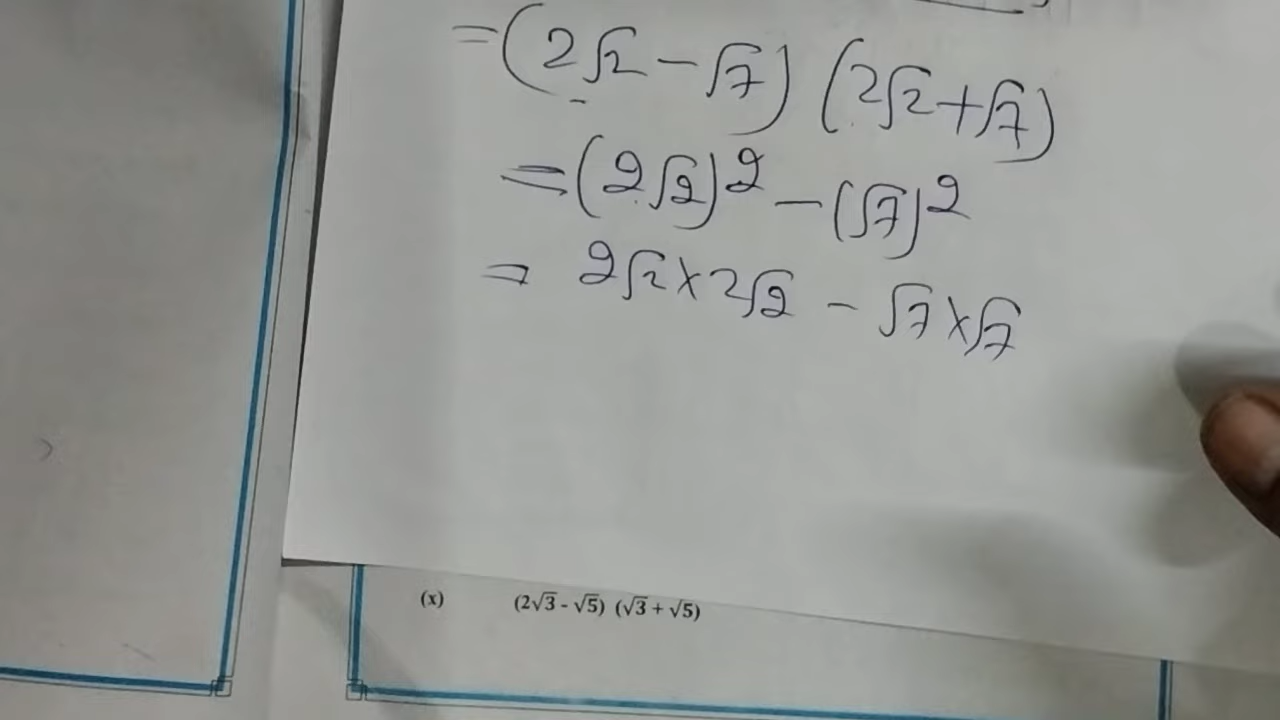 =(2√2-√7) (2√2+√7)
=(2√2)² -(√7)²
= 2√2×2√2 - √7×√7
(x) (2√3 - √5) (√3 + √5)